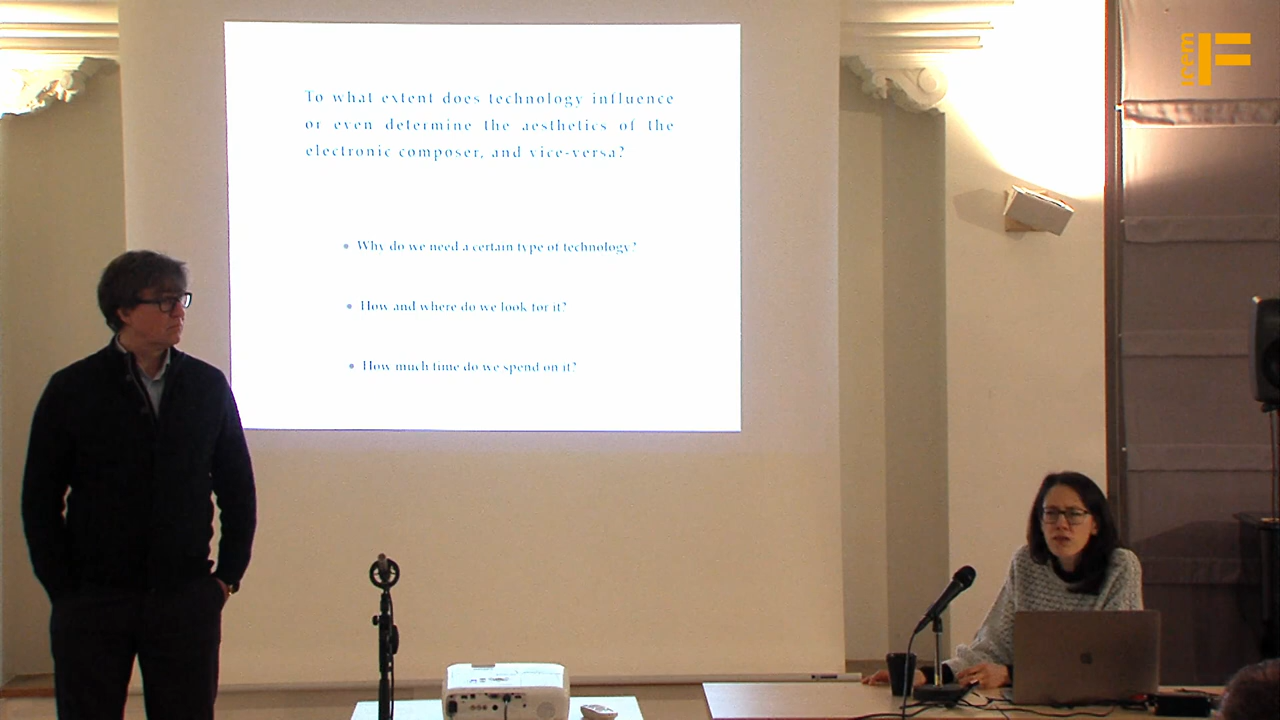 To what extent does technology influence
or even determine the aesthetics of the
electronic composer, and vice-versa?
Why do we need a certain type of technology?
How and where do we look for it?
How much time do we spend on it?
icem